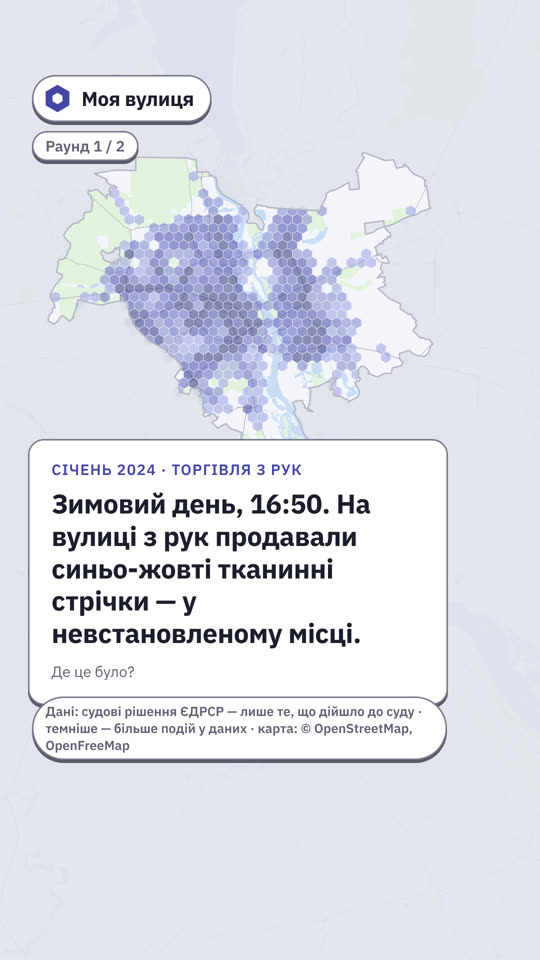 Моя вулиця
Раунд 1 / 2
СІЧЕНЬ 2024 · ТОРГІВЛЯ З РУК
Зимовий день, 16:50. На
вулиці з рук продавали
синьо-жовті тканинні
стрічки — у
невстановленому місці.
Де це було?
Дані: судові рішення ЄДРСР — лише те, що дійшло до суду ·
темніше — більше подій у даних · карта: © OpenStreetMap,
OpenFreeMap